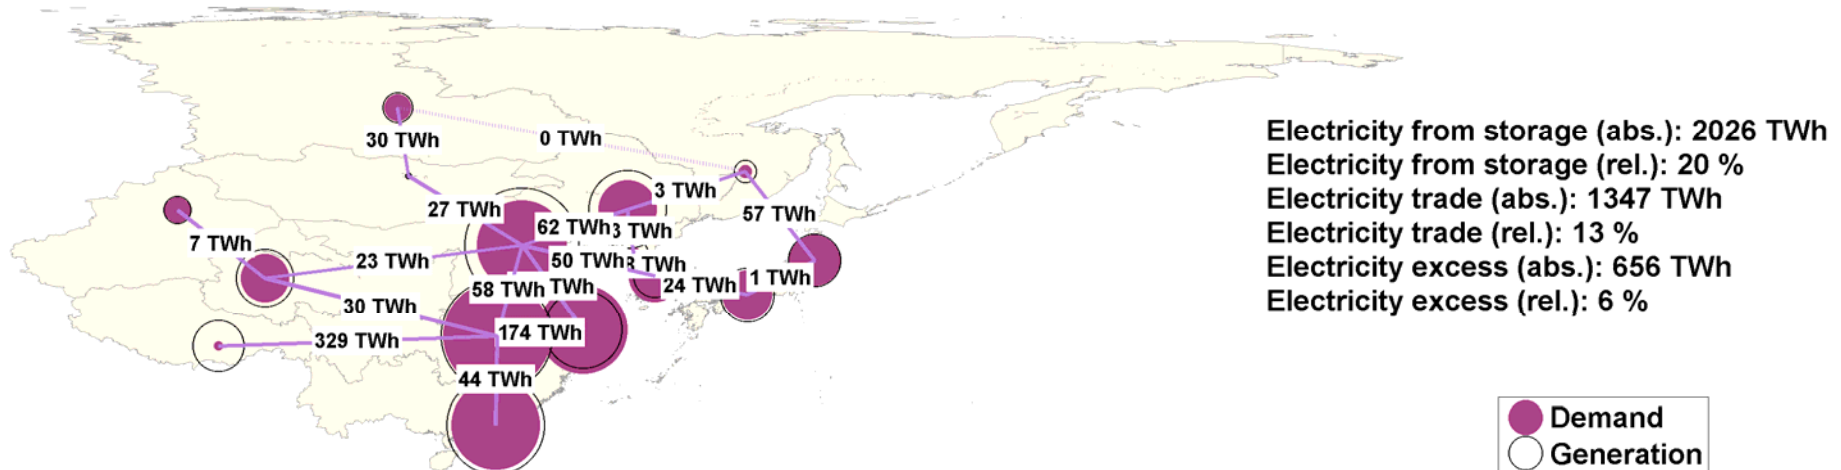 30 TWh
0 TWh
3 TWh
27 TWh
57 TWh
62 TWh
TWh
7 TWh
23 TWh
50 TWh
TWh
24 TWh
1 TWh
58 TWh
TWh
30 TWh
174 TWh
329 TWh
44 TWh
Electricity from storage (abs.): 2026 TWh
Electricity from storage (rel.): 20 %
Electricity trade (abs.): 1347 TWh
Electricity trade (rel.): 13 %
Electricity excess (abs.): 656 TWh
Electricity excess (rel.): 6 %
Demand
Generation